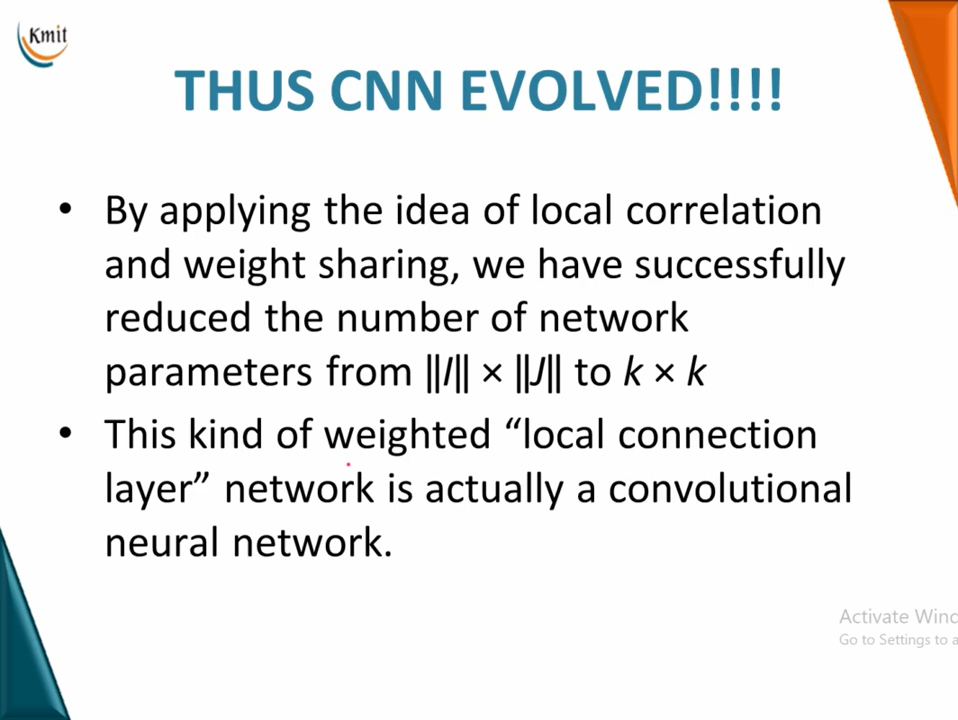 Kmit
THUS CNN EVOLVED!!!!
• By applying the idea of local correlation
and weight sharing, we have successfully
reduced the number of network
parameters from ‖I‖ × ‖J‖ to k × k
• This kind of weighted “local connection
layer” network is actually a convolutional
neural network.
Activate Wind
Go to Settings to a